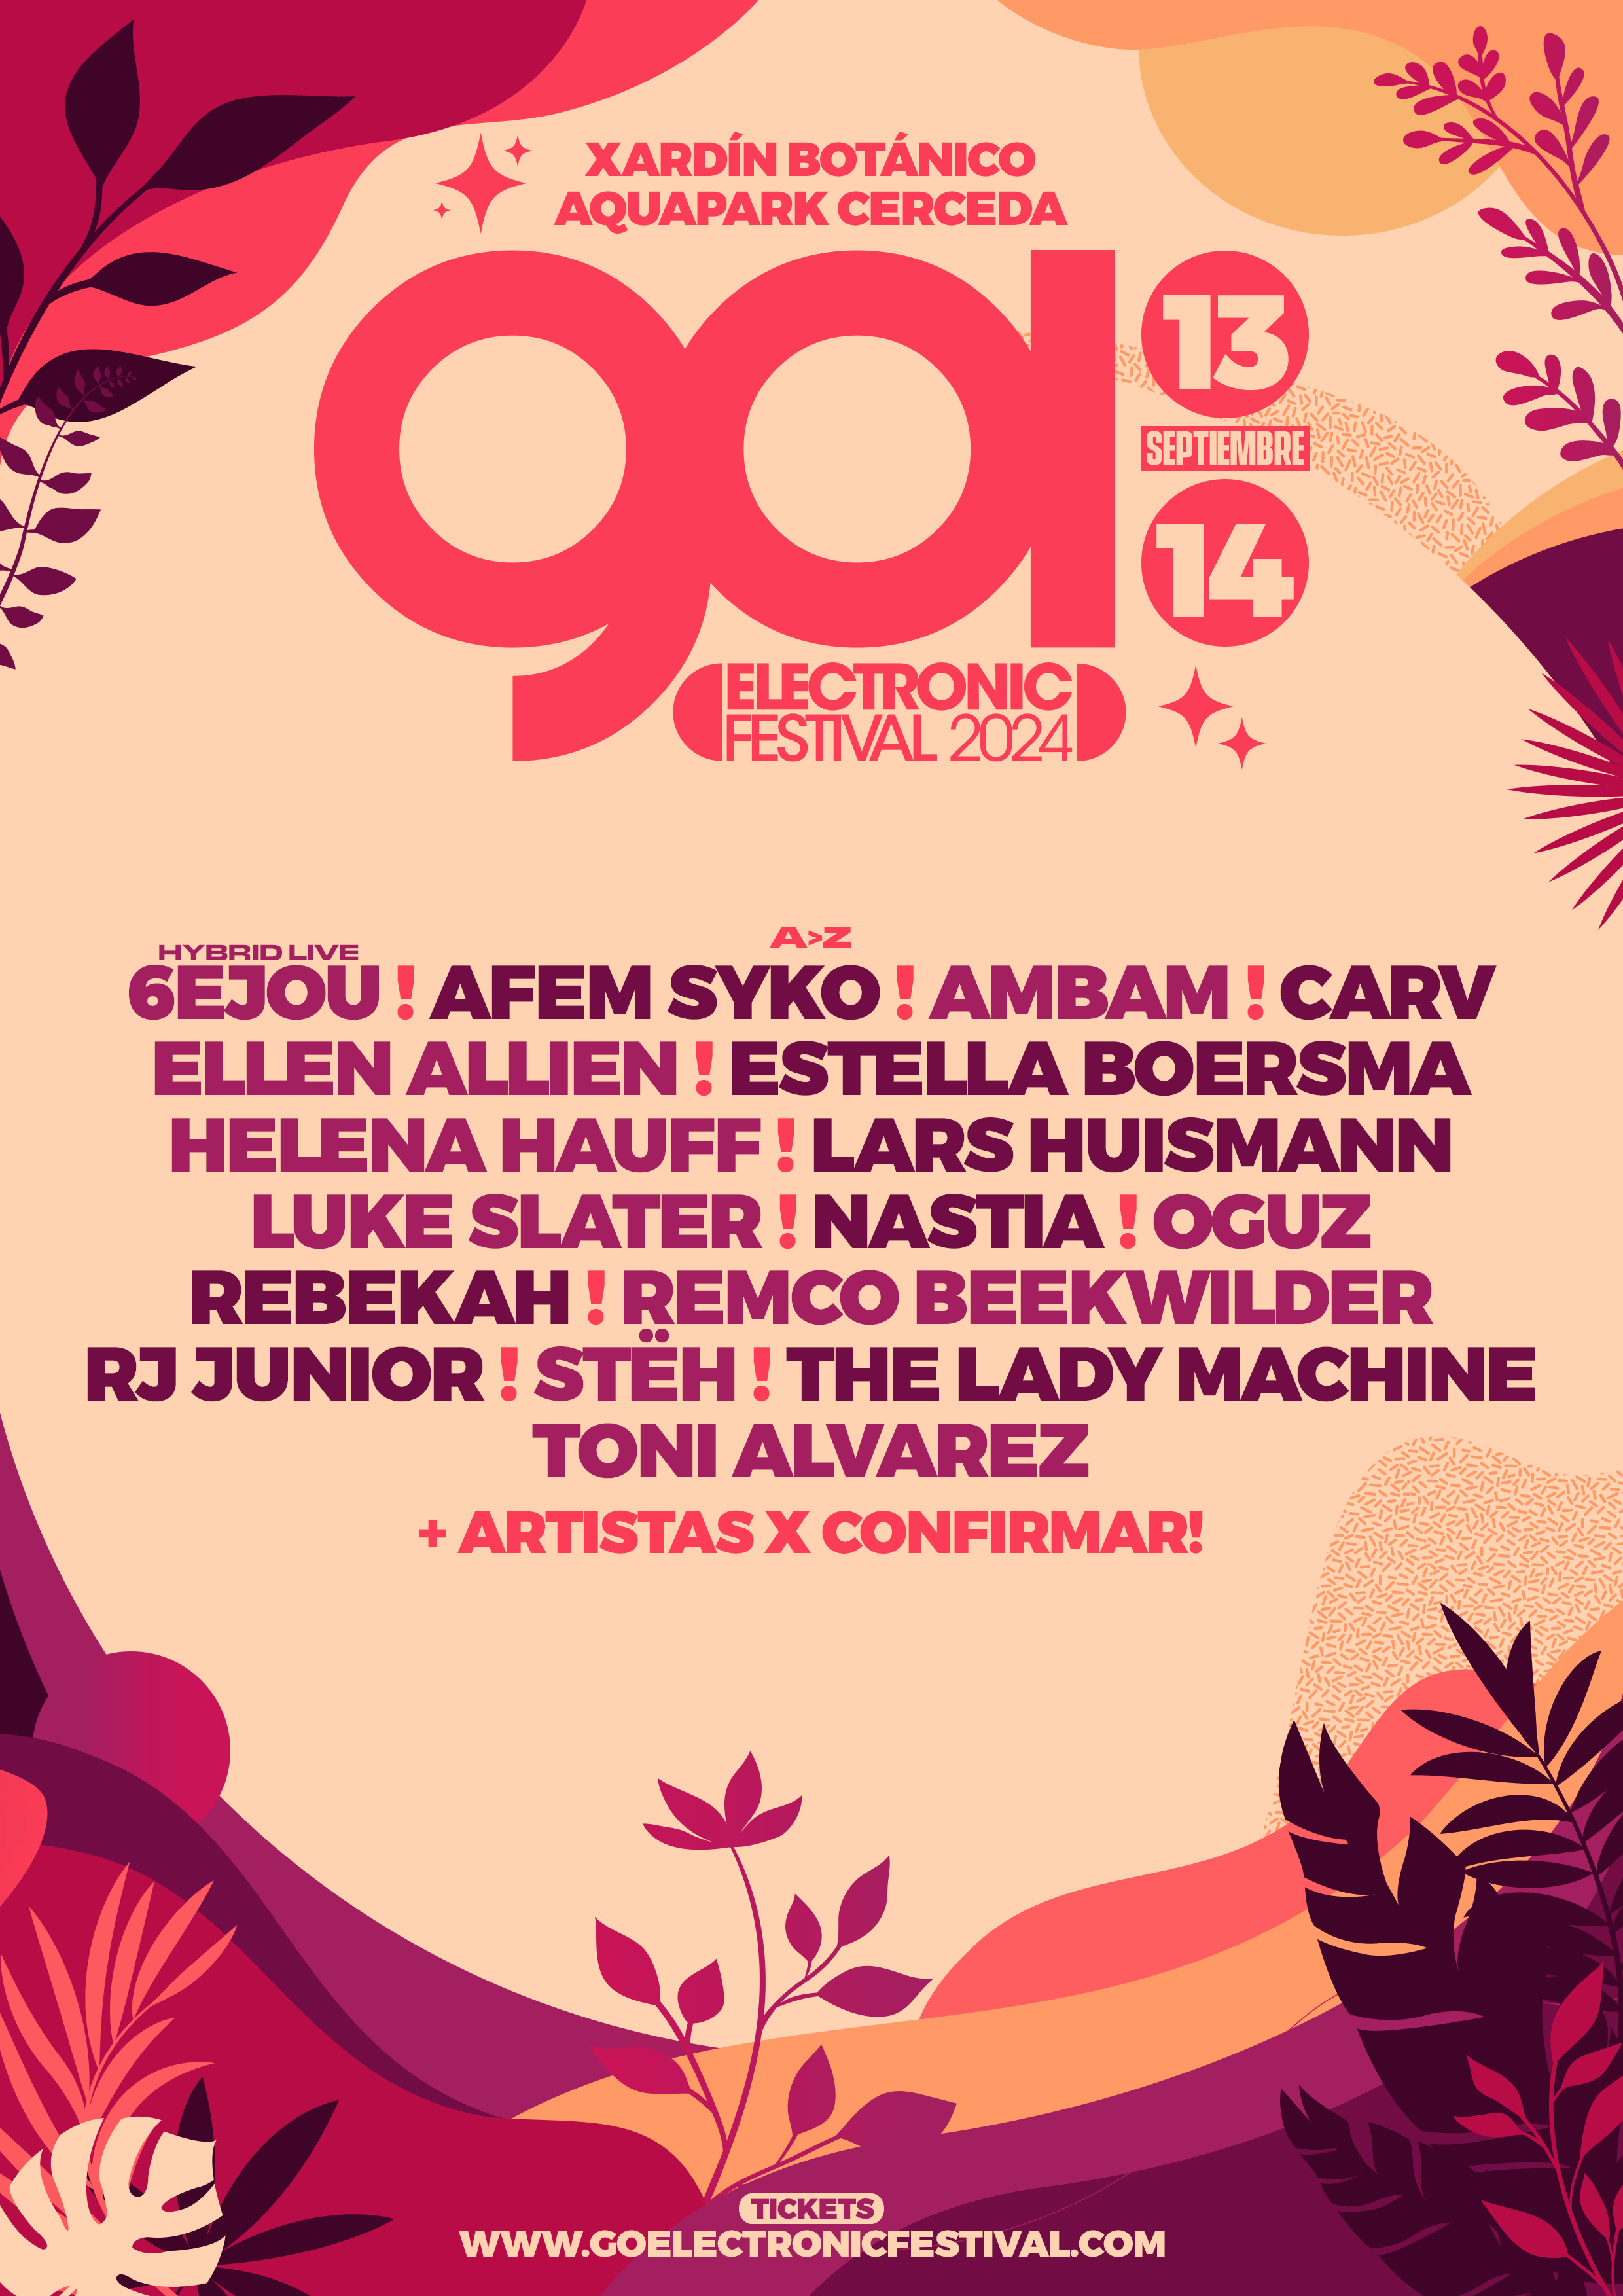 XARDÍN BOTÁNICO
AQUAPARK CERCEDA
go!
13
SEPTIEMBRE
14
ELECTRONIC
FESTIVAL 2024
A>Z
HYBRID LIVE
6EJOU ! AFEM SYKO ! AMBAM ! CARV
ELLEN ALLIEN ! ESTELLA BOERSMA
HELENA HAUFF ! LARS HUISMANN
LUKE SLATER ! NASTIA ! OGUZ
REBEKAH ! REMCO BEEKWILDER
RJ JUNIOR ! STËH ! THE LADY MACHINE
TONI ALVAREZ
+ ARTISTAS X CONFIRMAR!
TICKETS
WWW.GOELECTRONICFESTIVAL.COM